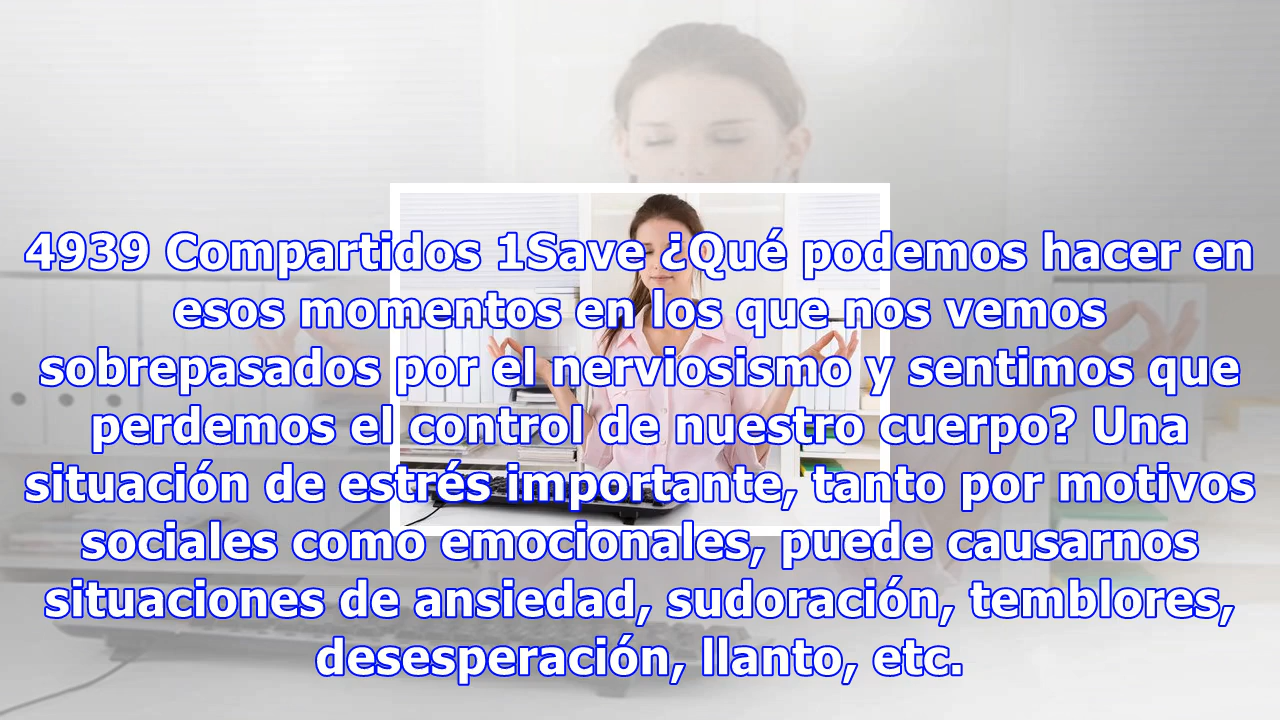 4939 Compartidos 1Save ¿Qué podemos hacer en
esos momentos en los que nos vemos
sobrepasados por el nerviosismo y sentimos que
perdemos el control de nuestro cuerpo? Una
situación de estrés importante, tanto por motivos
sociales como emocionales, puede causarnos
situaciones de ansiedad, sudoración, temblores,
desesperación, llanto, etc.